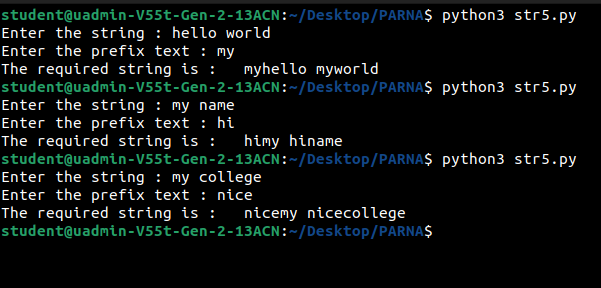 student@uadmin-V55t-Gen-2-13ACN:~/Desktop/PARNA$ python3 str5.py
Enter the string : hello world
Enter the prefix text : my
The required string is :   myhello myworld
student@uadmin-V55t-Gen-2-13ACN:~/Desktop/PARNA$ python3 str5.py
Enter the string : my name
Enter the prefix text : hi
The required string is :   himy hiname
student@uadmin-V55t-Gen-2-13ACN:~/Desktop/PARNA$ python3 str5.py
Enter the string : my college
Enter the prefix text : nice
The required string is :   nicemy nicecollege
student@uadmin-V55t-Gen-2-13ACN:~/Desktop/PARNA$